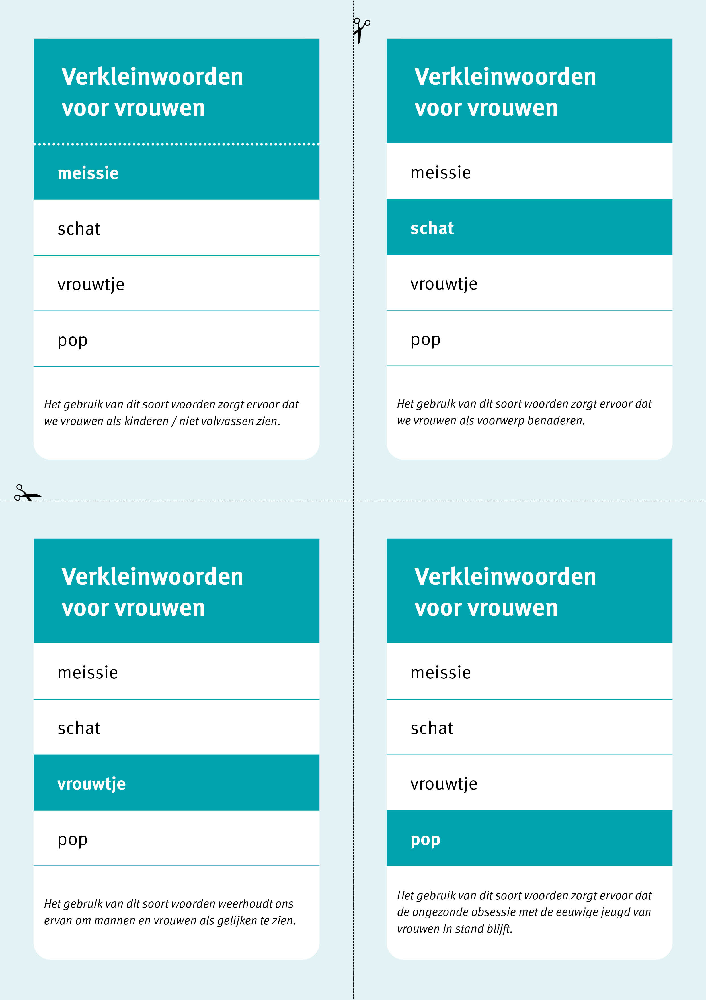 Verkleinwoorden
voor vrouwen
meissie
schat
vrouwtje
pop
Het gebruik van dit soort woorden zorgt ervoor dat
we vrouwen als kinderen / niet volwassen zien.
Verkleinwoorden
voor vrouwen
meissie
schat
vrouwtje
pop
Het gebruik van dit soort woorden zorgt ervoor dat
we vrouwen als voorwerp benaderen.
Verkleinwoorden
voor vrouwen
meissie
schat
vrouwtje
pop
Het gebruik van dit soort woorden weerhoudt ons
ervan om mannen en vrouwen als gelijken te zien.
Verkleinwoorden
voor vrouwen
meissie
schat
vrouwtje
pop
Het gebruik van dit soort woorden zorgt ervoor dat
de ongezonde obsessie met de eeuwige jeugd van
vrouwen in stand blijft.